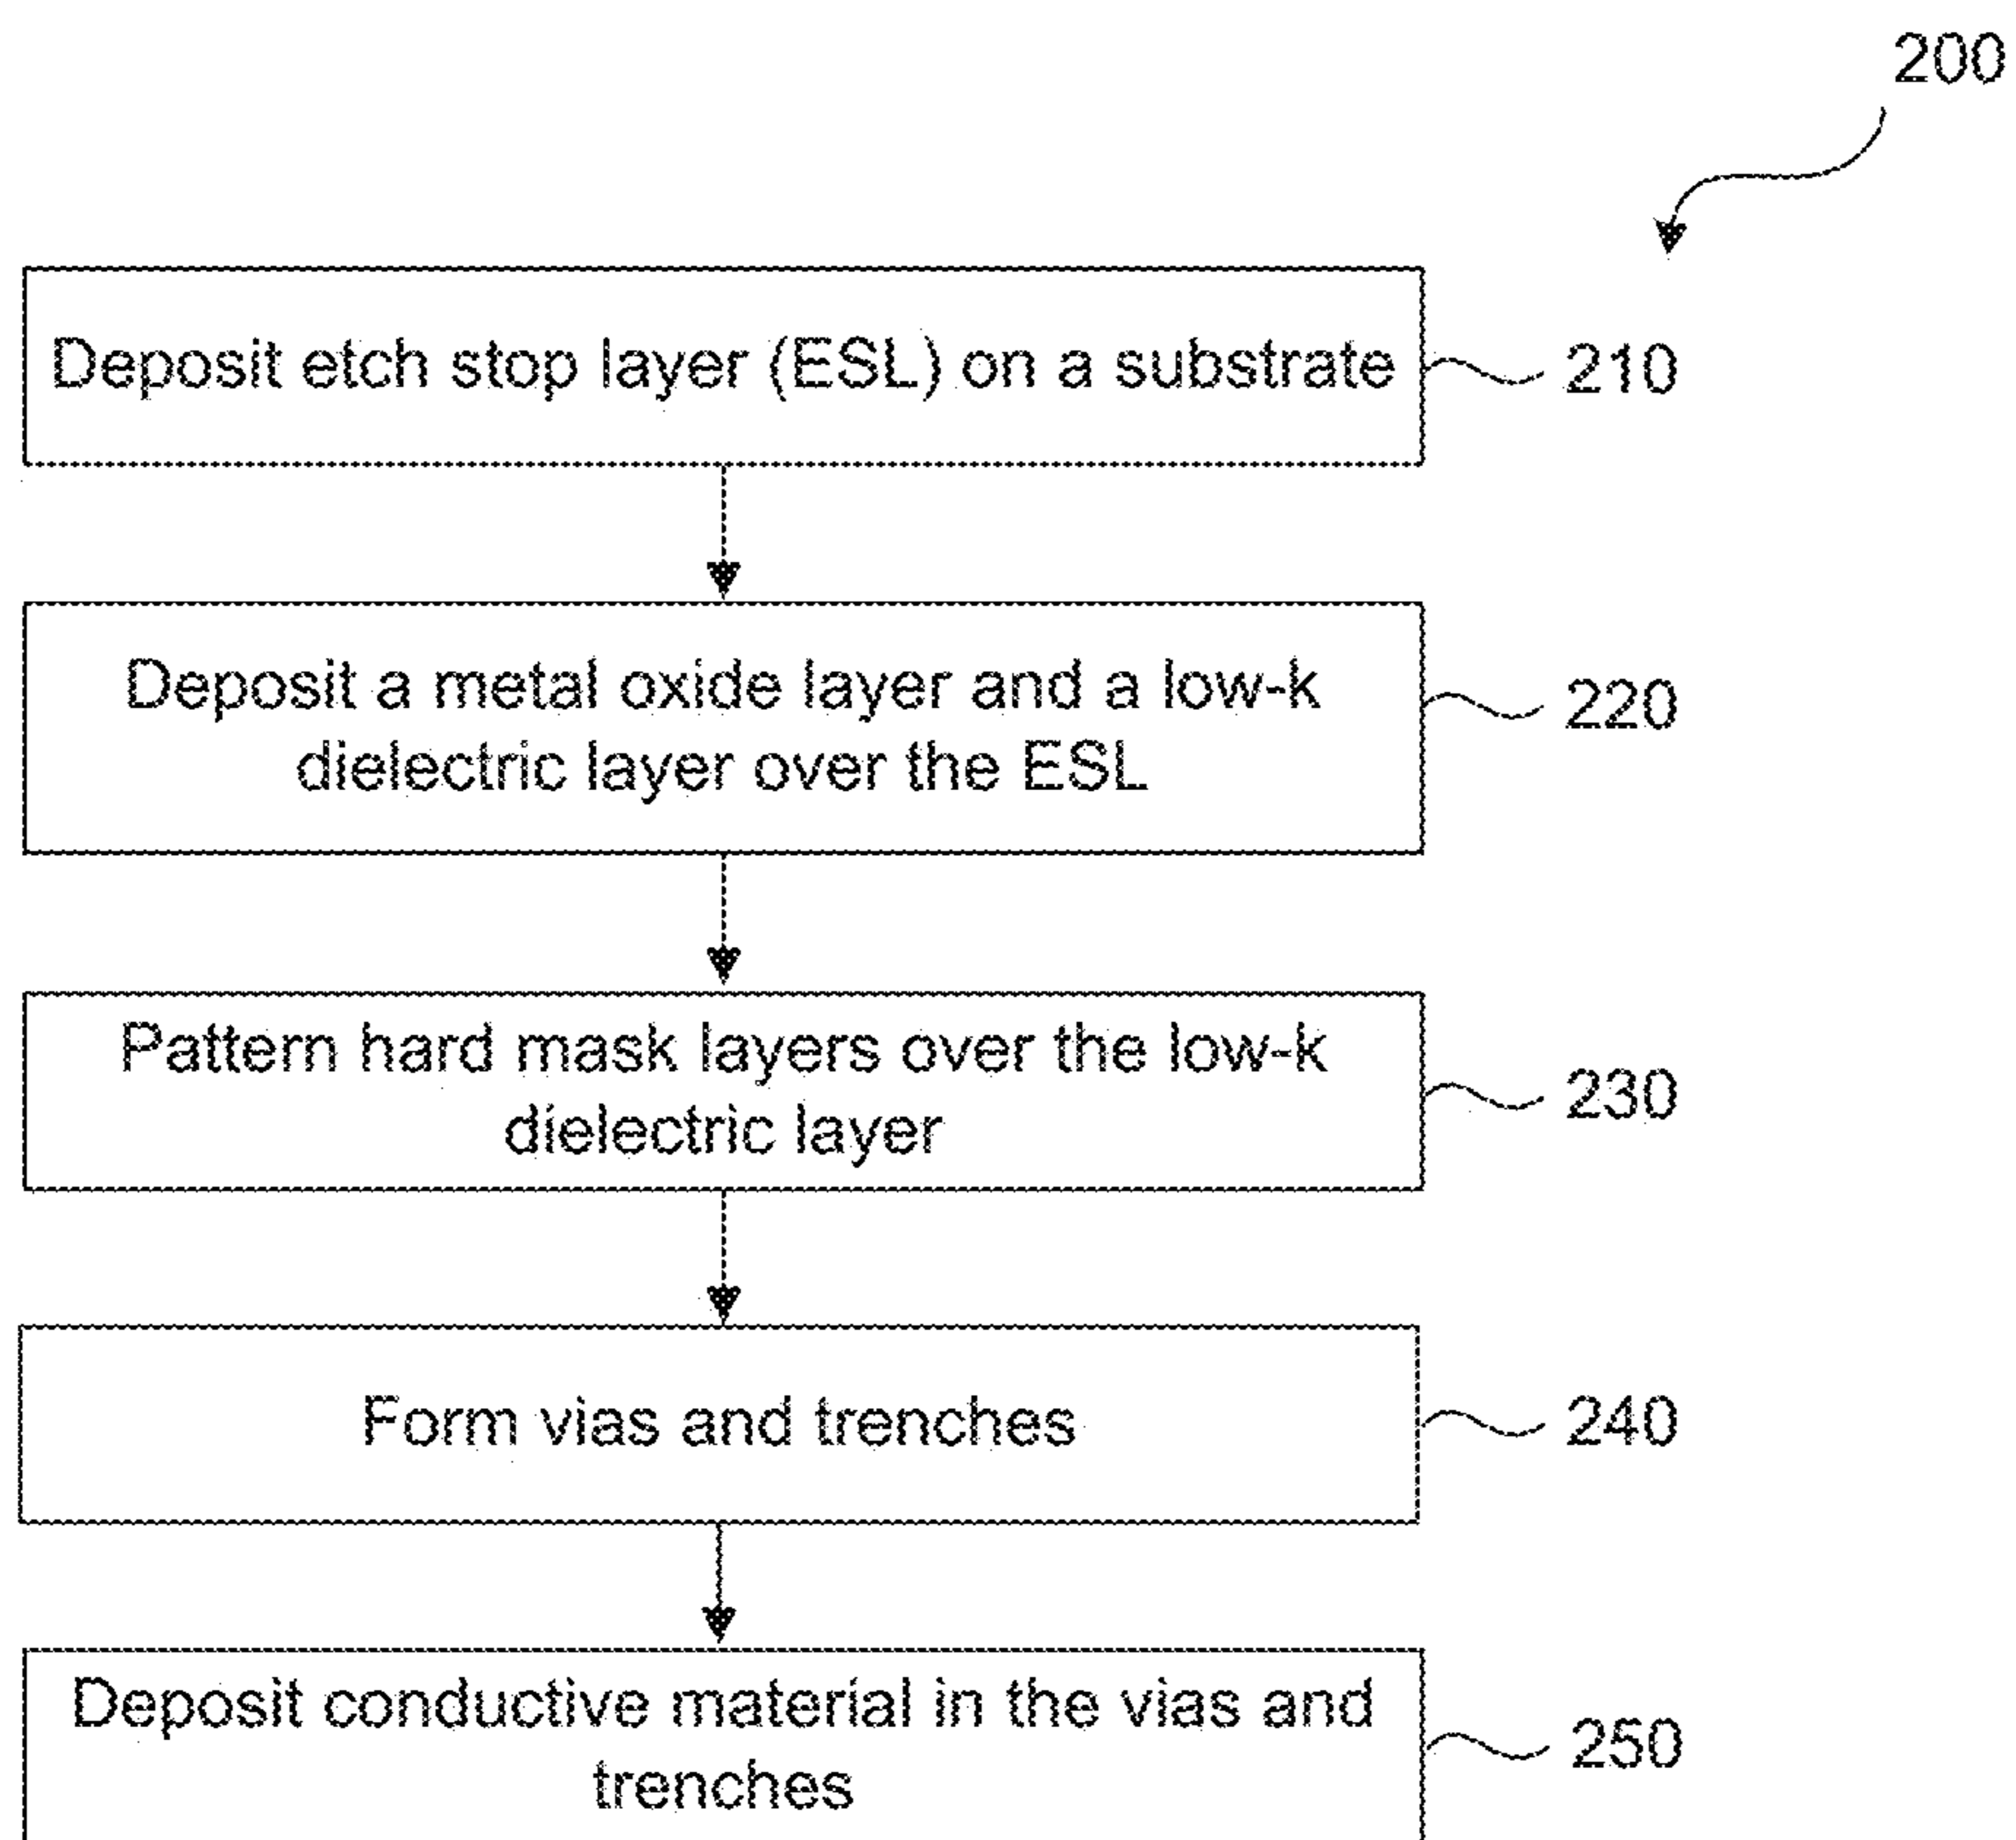 200
Deposit etch stop layer (ESL) on a substrate
210
Deposit a metal oxide layer and a low-k
dielectric layer over the ESL
220
Pattern hard mask layers over the low-k
dielectric layer
230
Form vias and trenches
240
Deposit conductive material in the vias and
trenches
250